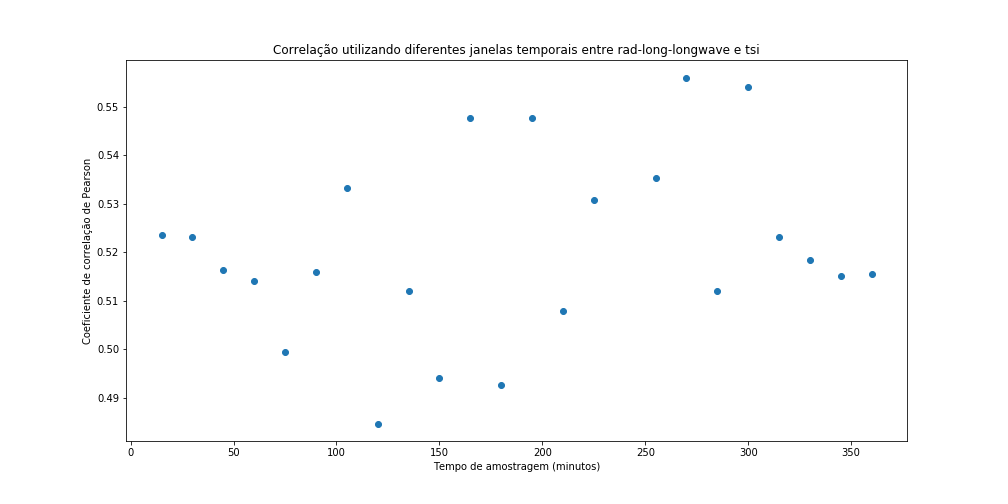 Correlação utilizando diferentes janelas temporais entre rad-long-longwave e tsi
Coeficiente de correlação de Pearson
0.55
0.54
0.53
0.52
0.51
0.50
0.49
0 50 100 150 200 250 300 350
Tempo de amostragem (minutos)